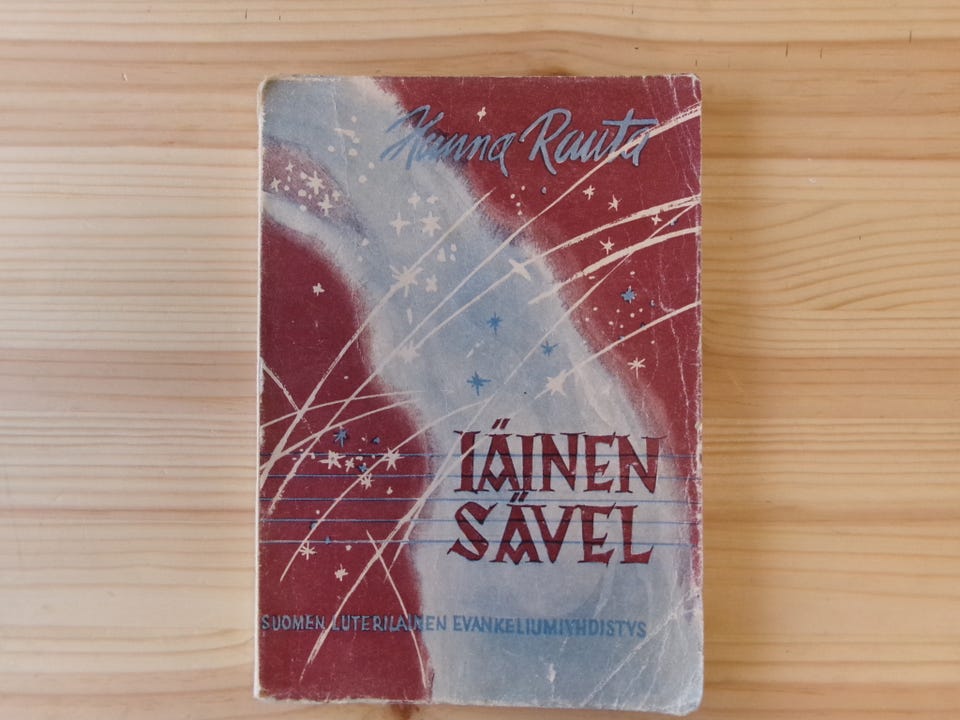 Hanna Rauta
IÄINEN
SÄVEL
SUOMEN LUTERILAINEN EVANKELIUMIYHDISTYS